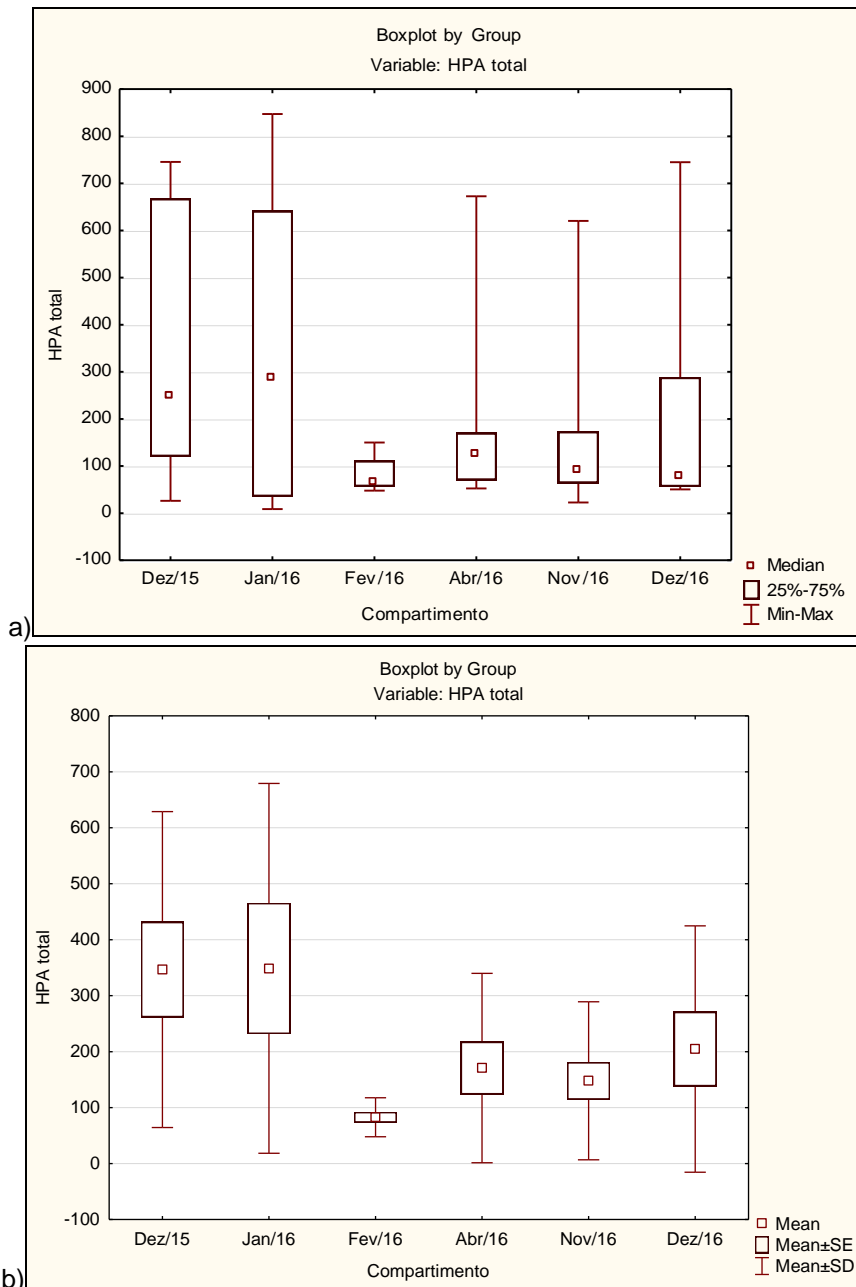 Boxplot by Group
Variable: HPA total
900
800
700
600
500
400
300
200
100
0
-100
HPA total
Dez/15 Jan/16 Fev/16 Abr/16 Nov/16 Dez/16
Compartimento
Median
25%-75%
Min-Max
a)
Boxplot by Group
Variable: HPA total
800
700
600
500
400
300
200
100
0
-100
HPA total
Dez/15 Jan/16 Fev/16 Abr/16 Nov/16 Dez/16
Compartimento
Mean
Mean±SE
Mean±SD
b)